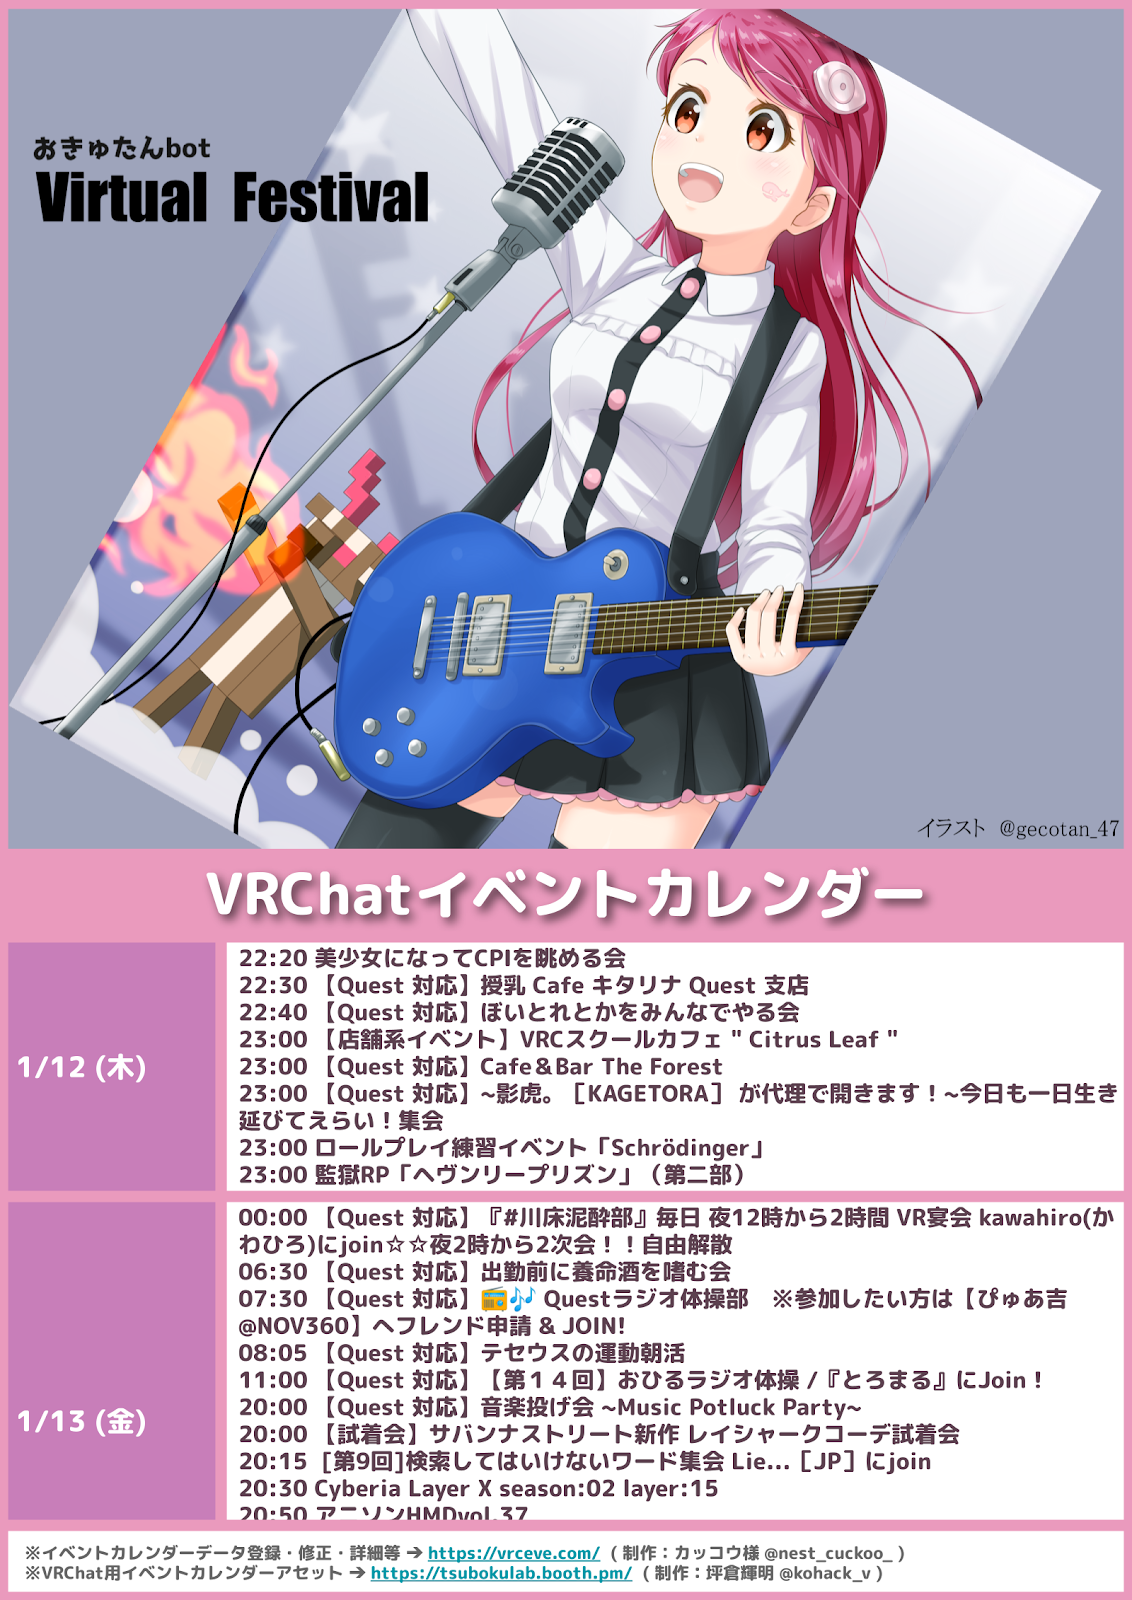 おきゅたんbot
Virtual Festival
イラスト @gecotan_47
VRChatイベントカレンダー
1/12 (木)
22:20 美少女になってCPIを眺める会
22:30 【Quest 対応】授乳 Cafe キタリナ Quest 支店
22:40 【Quest 対応】ぼいとれとかをみんなでやる会
23:00 【店舗系イベント】VRCスクールカフェ " Citrus Leaf "
23:00 【Quest 対応】Cafe＆Bar The Forest
23:00 【Quest 対応】~影虎。［KAGETORA］ が代理で開きます！~今日も一日生き
延びてえらい！集会
23:00 ロールプレイ練習イベント「Schrödinger」
23:00 監獄RP「ヘヴンリープリズン」（第二部）
1/13 (金)
00:00 【Quest 対応】『#川床泥酔部』毎日 夜12時から2時間 VR宴会 kawahiro(か
わひろ)にjoin☆☆夜2時から2次会！！自由解散
06:30 【Quest 対応】出勤前に養命酒を嗜む会
07:30 【Quest 対応】📻🎶 Questラジオ体操部　※参加したい方は【ぴゅあ吉
@NOV360】へフレンド申請 & JOIN!
08:05 【Quest 対応】テセウスの運動朝活
11:00 【Quest 対応】【第１４回】おひるラジオ体操 /『とろまる』にJoin！
20:00 【Quest 対応】音楽投げ会 ~Music Potluck Party~
20:00 【試着会】サバンナストリート新作 レイシャークコーデ試着会
20:15 [第9回]検索してはいけないワード集会 Lie...［JP］にjoin
20:30 Cyberia Layer X season:02 layer:15
20:50 アニソンHMDvol.37
※イベントカレンダーデータ登録・修正・詳細等 ➔ https://vrceve.com/ ( 制作：カッコウ様 @nest_cuckoo_ )
※VRChat用イベントカレンダーアセット ➔ https://tsubokulab.booth.pm/ ( 制作：坪倉輝明 @kohack_v )